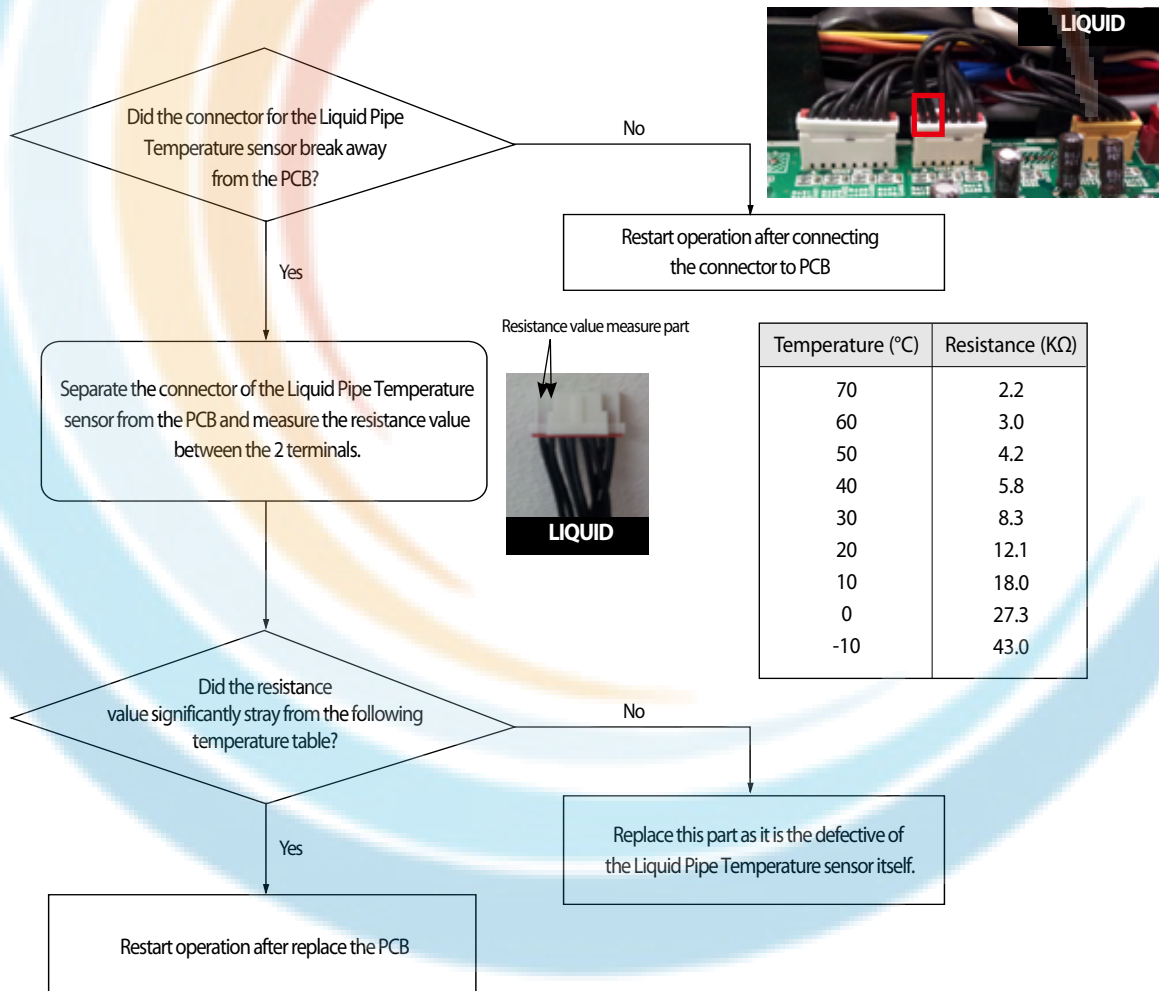 LIQUID
Did the connector for the Liquid Pipe
Temperature sensor break away
from the PCB?
No
Restart operation after connecting
the connector to PCB
Yes
Separate the connector of the Liquid Pipe Temperature
sensor from the PCB and measure the resistance value
between the 2 terminals.
Resistance value measure part
LIQUID
Temperature (°C) Resistance (KΩ)
70 2.2
60 3.0
50 4.2
40 5.8
30 8.3
20 12.1
10 18.0
0 27.3
-10 43.0
Did the resistance
value significantly stray from the following
temperature table?
No
Replace this part as it is the defective of
the Liquid Pipe Temperature sensor itself.
Yes
Restart operation after replace the PCB